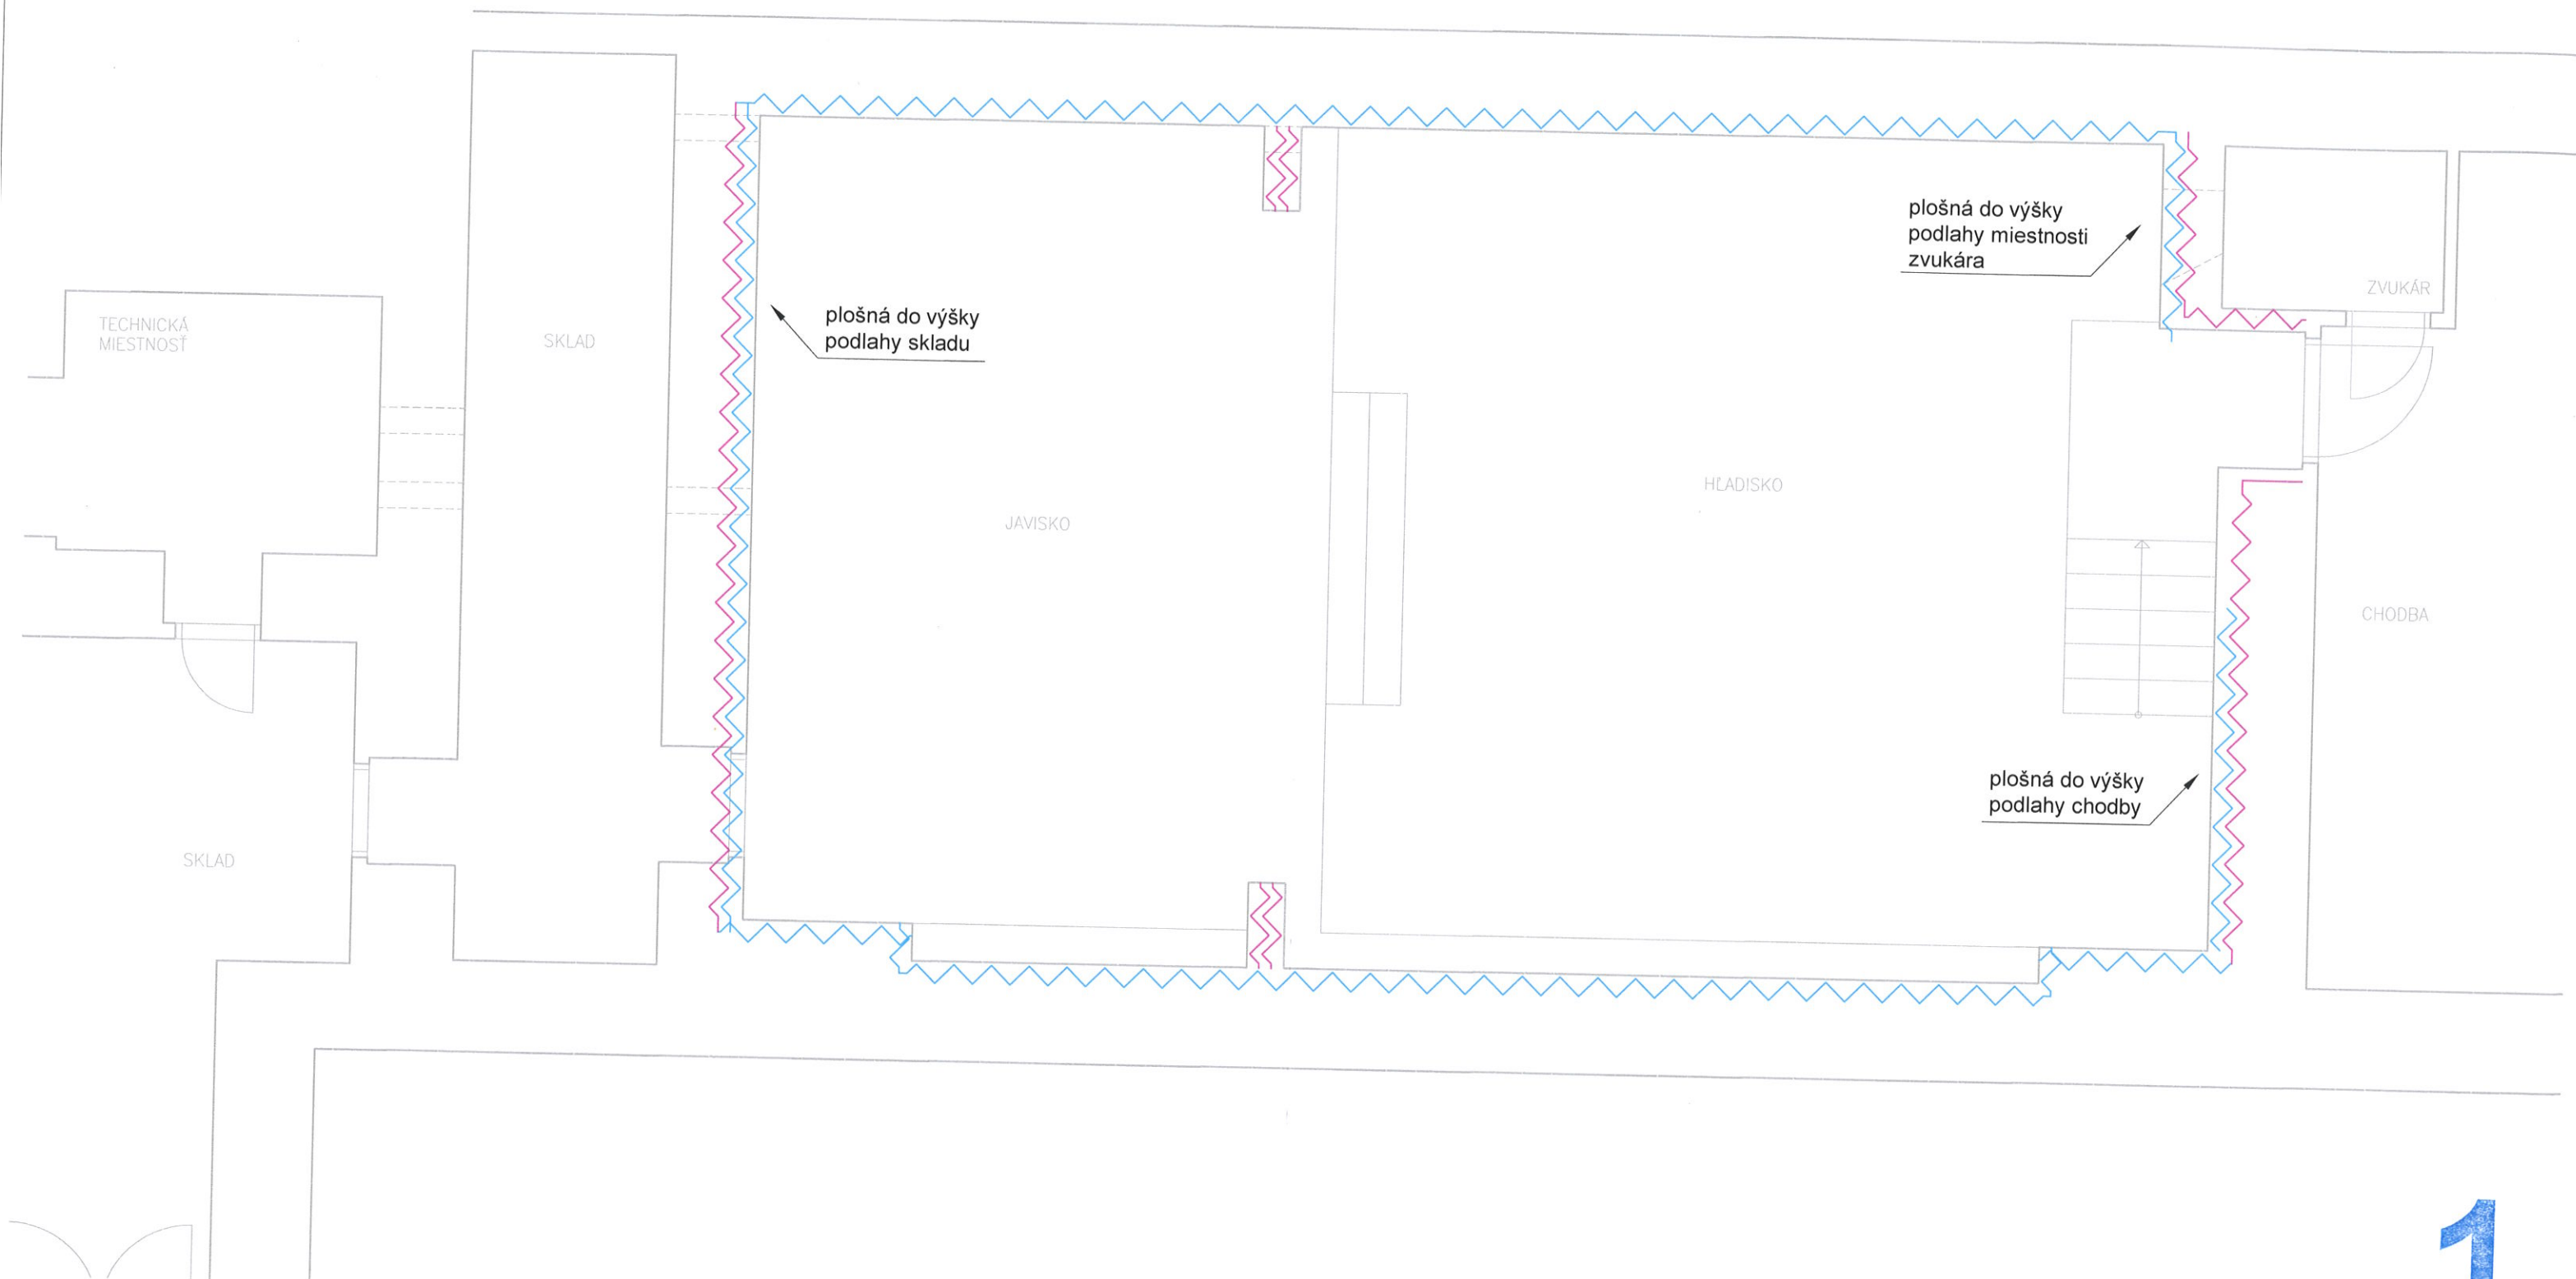 plošná do výšky
podlahy miestnosti
zvukára
ZVUKÁR
TECHNICKÁ
MIESTNOSŤ
SKLAD
plošná do výšky
podlahy skladu
HĽADISKO
JAVISKO
CHODBA
plošná do výšky
podlahy chodby
SKLAD
1